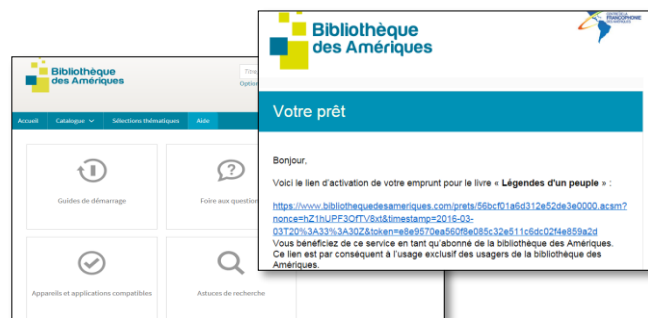 Bibliothèque
des Amériques
Accueil
Catalogue
Sélections thématiques
Aide
Guides de démarrage
Foire aux question
Appareils et applications compatibles
Astuces de recherche
FRANCOPHONIE
DES AMÉRIQUES
Bibliothèque
des Amériques
Votre prêt
Bonjour,
Voici le lien d'activation de votre emprunt pour le livre « Légendes d'un peuple » :
https://www.bibliothequedesameriques.com/prets/56bcf01a6d312e52de3e0000.acsm?
nonce=hZ1hUPF3OfTV8xt&timestamp=2016-03-
03T20%3A33%3A30Z&token=e8e9570ea560f8e085c32e511c6dc02f4e859a2d
Vous bénéficiez de ce service en tant qu'abonné de la bibliothèque des Amériques.
Ce lien est par conséquent à l'usage exclusif des usagers de la bibliothèque des
Amériques.